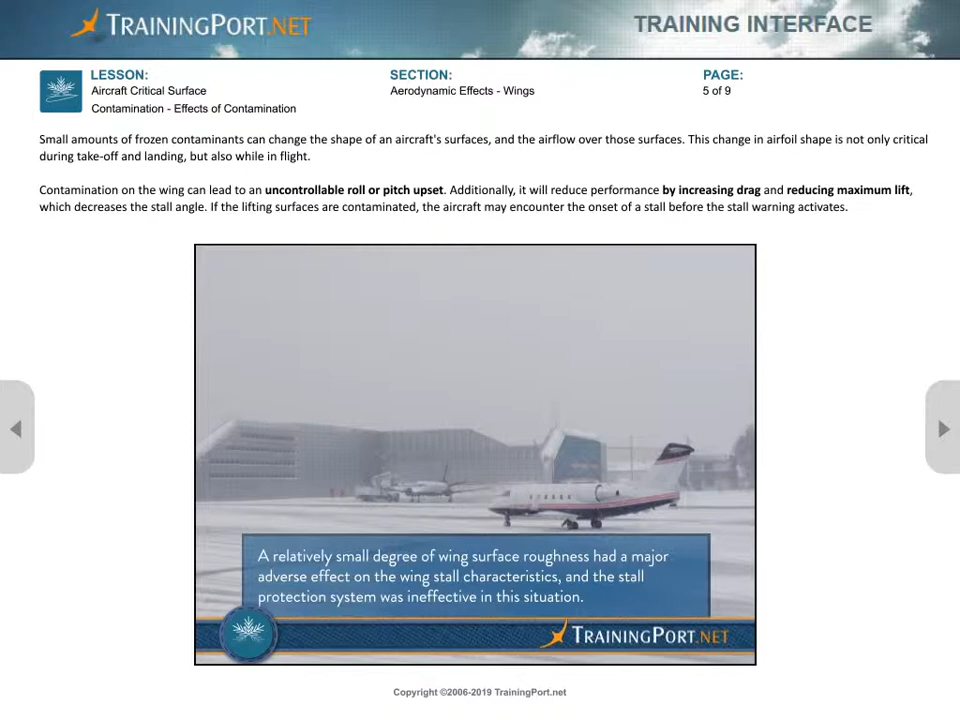 TRAININGPORT.NET
TRAINING INTERFACE
LESSON:
Aircraft Critical Surface
Contamination - Effects of Contamination
SECTION:
Aerodynamic Effects - Wings
PAGE:
5 of 9
Small amounts of frozen contaminants can change the shape of an aircraft's surfaces, and the airflow over those surfaces. This change in airfoil shape is not only critical
during take-off and landing, but also while in flight.
Contamination on the wing can lead to an uncontrollable roll or pitch upset. Additionally, it will reduce performance by increasing drag and reducing maximum lift,
which decreases the stall angle. If the lifting surfaces are contaminated, the aircraft may encounter the onset of a stall before the stall warning activates.
A relatively small degree of wing surface roughness had a major
adverse effect on the wing stall characteristics, and the stall
protection system was ineffective in this situation.
TRAININGPORT.NET
Copyright ©2006-2019 TrainingPort.net